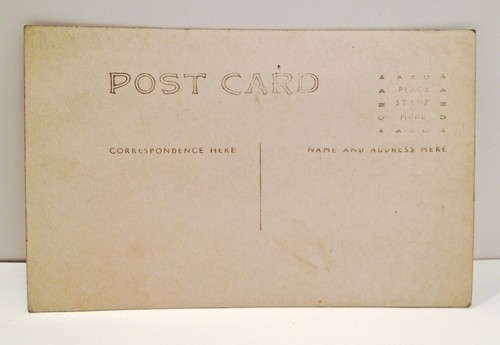 POST CARD
PLACE
STAMP
HERE
CORRESPONDENCE HERE
NAME AND ADDRESS HERE